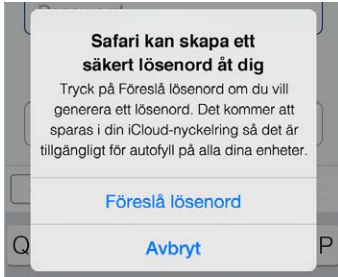 Password
Safari kan skapa ett
säkert lösenord åt dig
Tryck på Föreslå lösenord om du vill
generera ett lösenord. Det kommer att
sparas i din iCloud-nyckelring så det är
tillgängligt för autofyll på alla dina enheter.
Föreslå lösenord
Avbryt
Q P